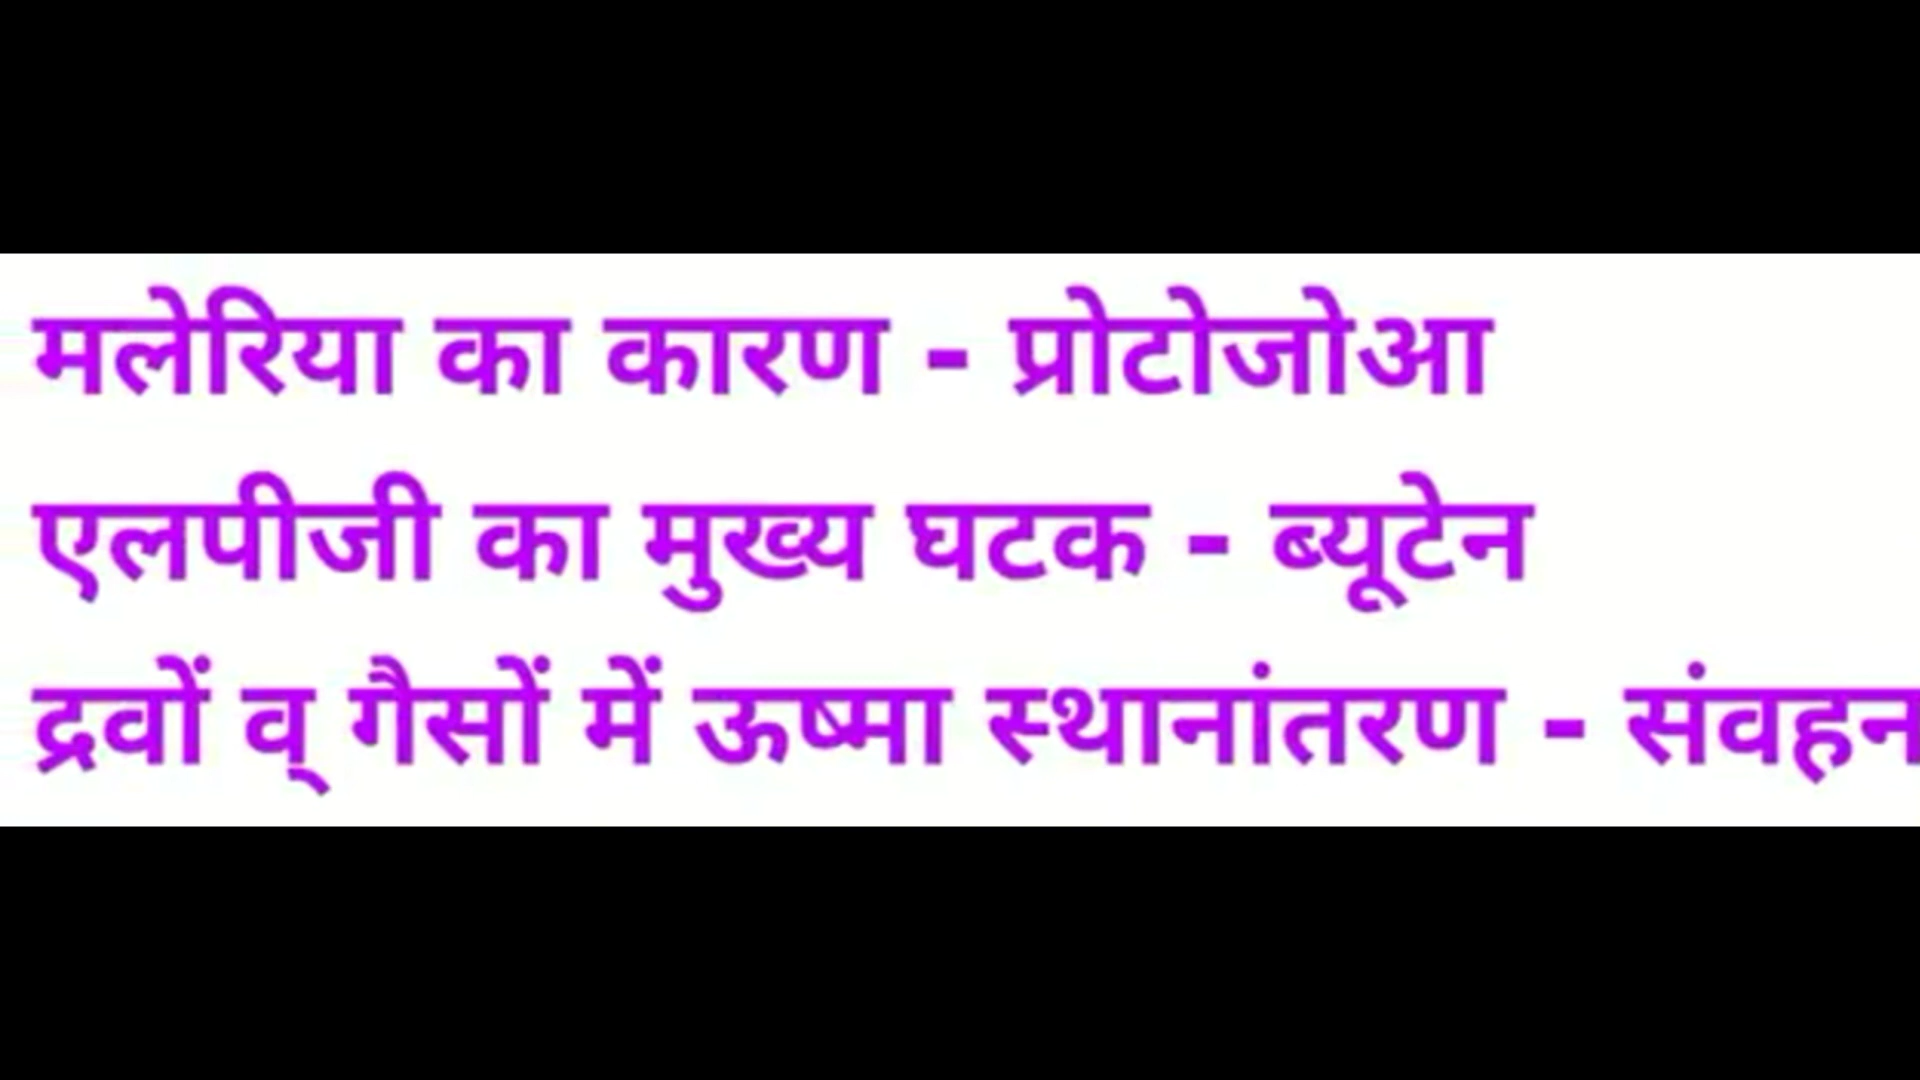 मलेरिया का कारण - प्रोटोजोआ
एलपीजी का मुख्य घटक - ब्यूटेन
द्रवों व् गैसों में ऊष्मा स्थानांतरण - संवहन